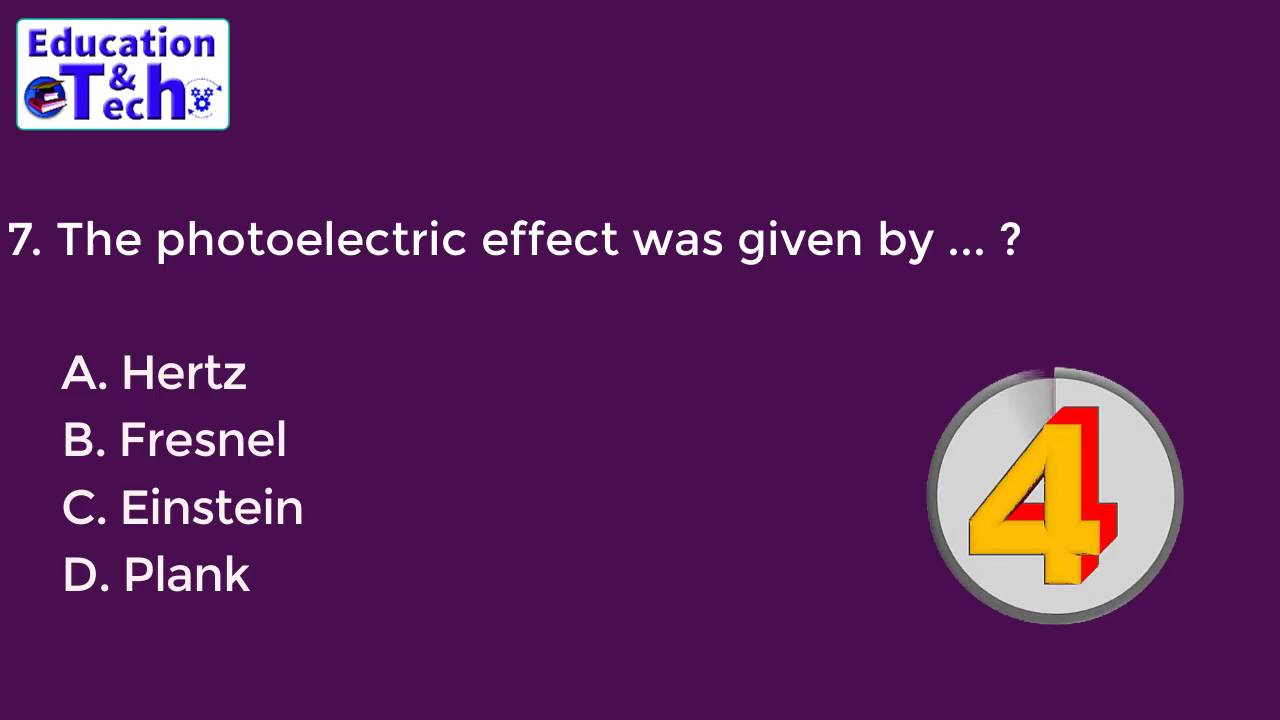 Education
& Tech
7. The photoelectric effect was given by ... ?
A. Hertz
B. Fresnel
C. Einstein
D. Plank
4